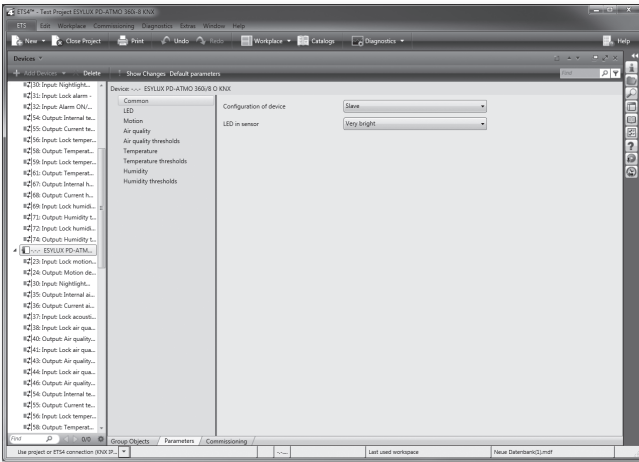 ETS4™ - Test Project ESYLUX PD-ATMO 360i-8 KNX
ETS Edit Workplace Commissioning Diagnostics Extras Window Help
New Close Project Print Undo Redo Workplace Catalogs Diagnostics Help
Devices
Add Devices Delete Show Changes Default parameters Find
Device: -.-.- ESYLUX PD-ATMO 360i/8 O KNX
30: Input: Nightlight...
31: Input: Lock alarm -
32: Input: Alarm ON/...
54: Output: Internal te...
55: Output: Current te...
56: Input: Lock temper...
58: Output: Temperat...
59: Input: Lock temper...
61: Output: Temperat...
67: Output: Internal h...
68: Output: Current h...
69: Input: Lock humidi...
71: Output: Humidity t...
72: Input: Lock humidi...
74: Output: Humidity t...
-.-.- ESYLUX PD-ATM...
23: Input: Lock motion...
24: Output: Motion de...
30: Input: Nightlight...
35: Output: Internal ai...
36: Output: Current ai...
37: Input: Lock acousti...
38: Input: Lock air qua...
40: Output: Air quality...
41: Input: Lock air qua...
43: Output: Air quality...
44: Input: Lock air qua...
46: Output: Air quality...
54: Output: Internal te...
55: Output: Current te...
56: Input: Lock temper...
58: Output: Temperat...
Find 0/0
Common
LED
Motion
Air quality
Air quality thresholds
Temperature
Temperature thresholds
Humidity
Humidity thresholds
Configuration of device Slave
LED in sensor Very bright
Group Objects Parameters Commissioning
Use project or ETS4 connection (KNX IP... -.-.-... Last used workspace Neue Datenbank(1).mdf